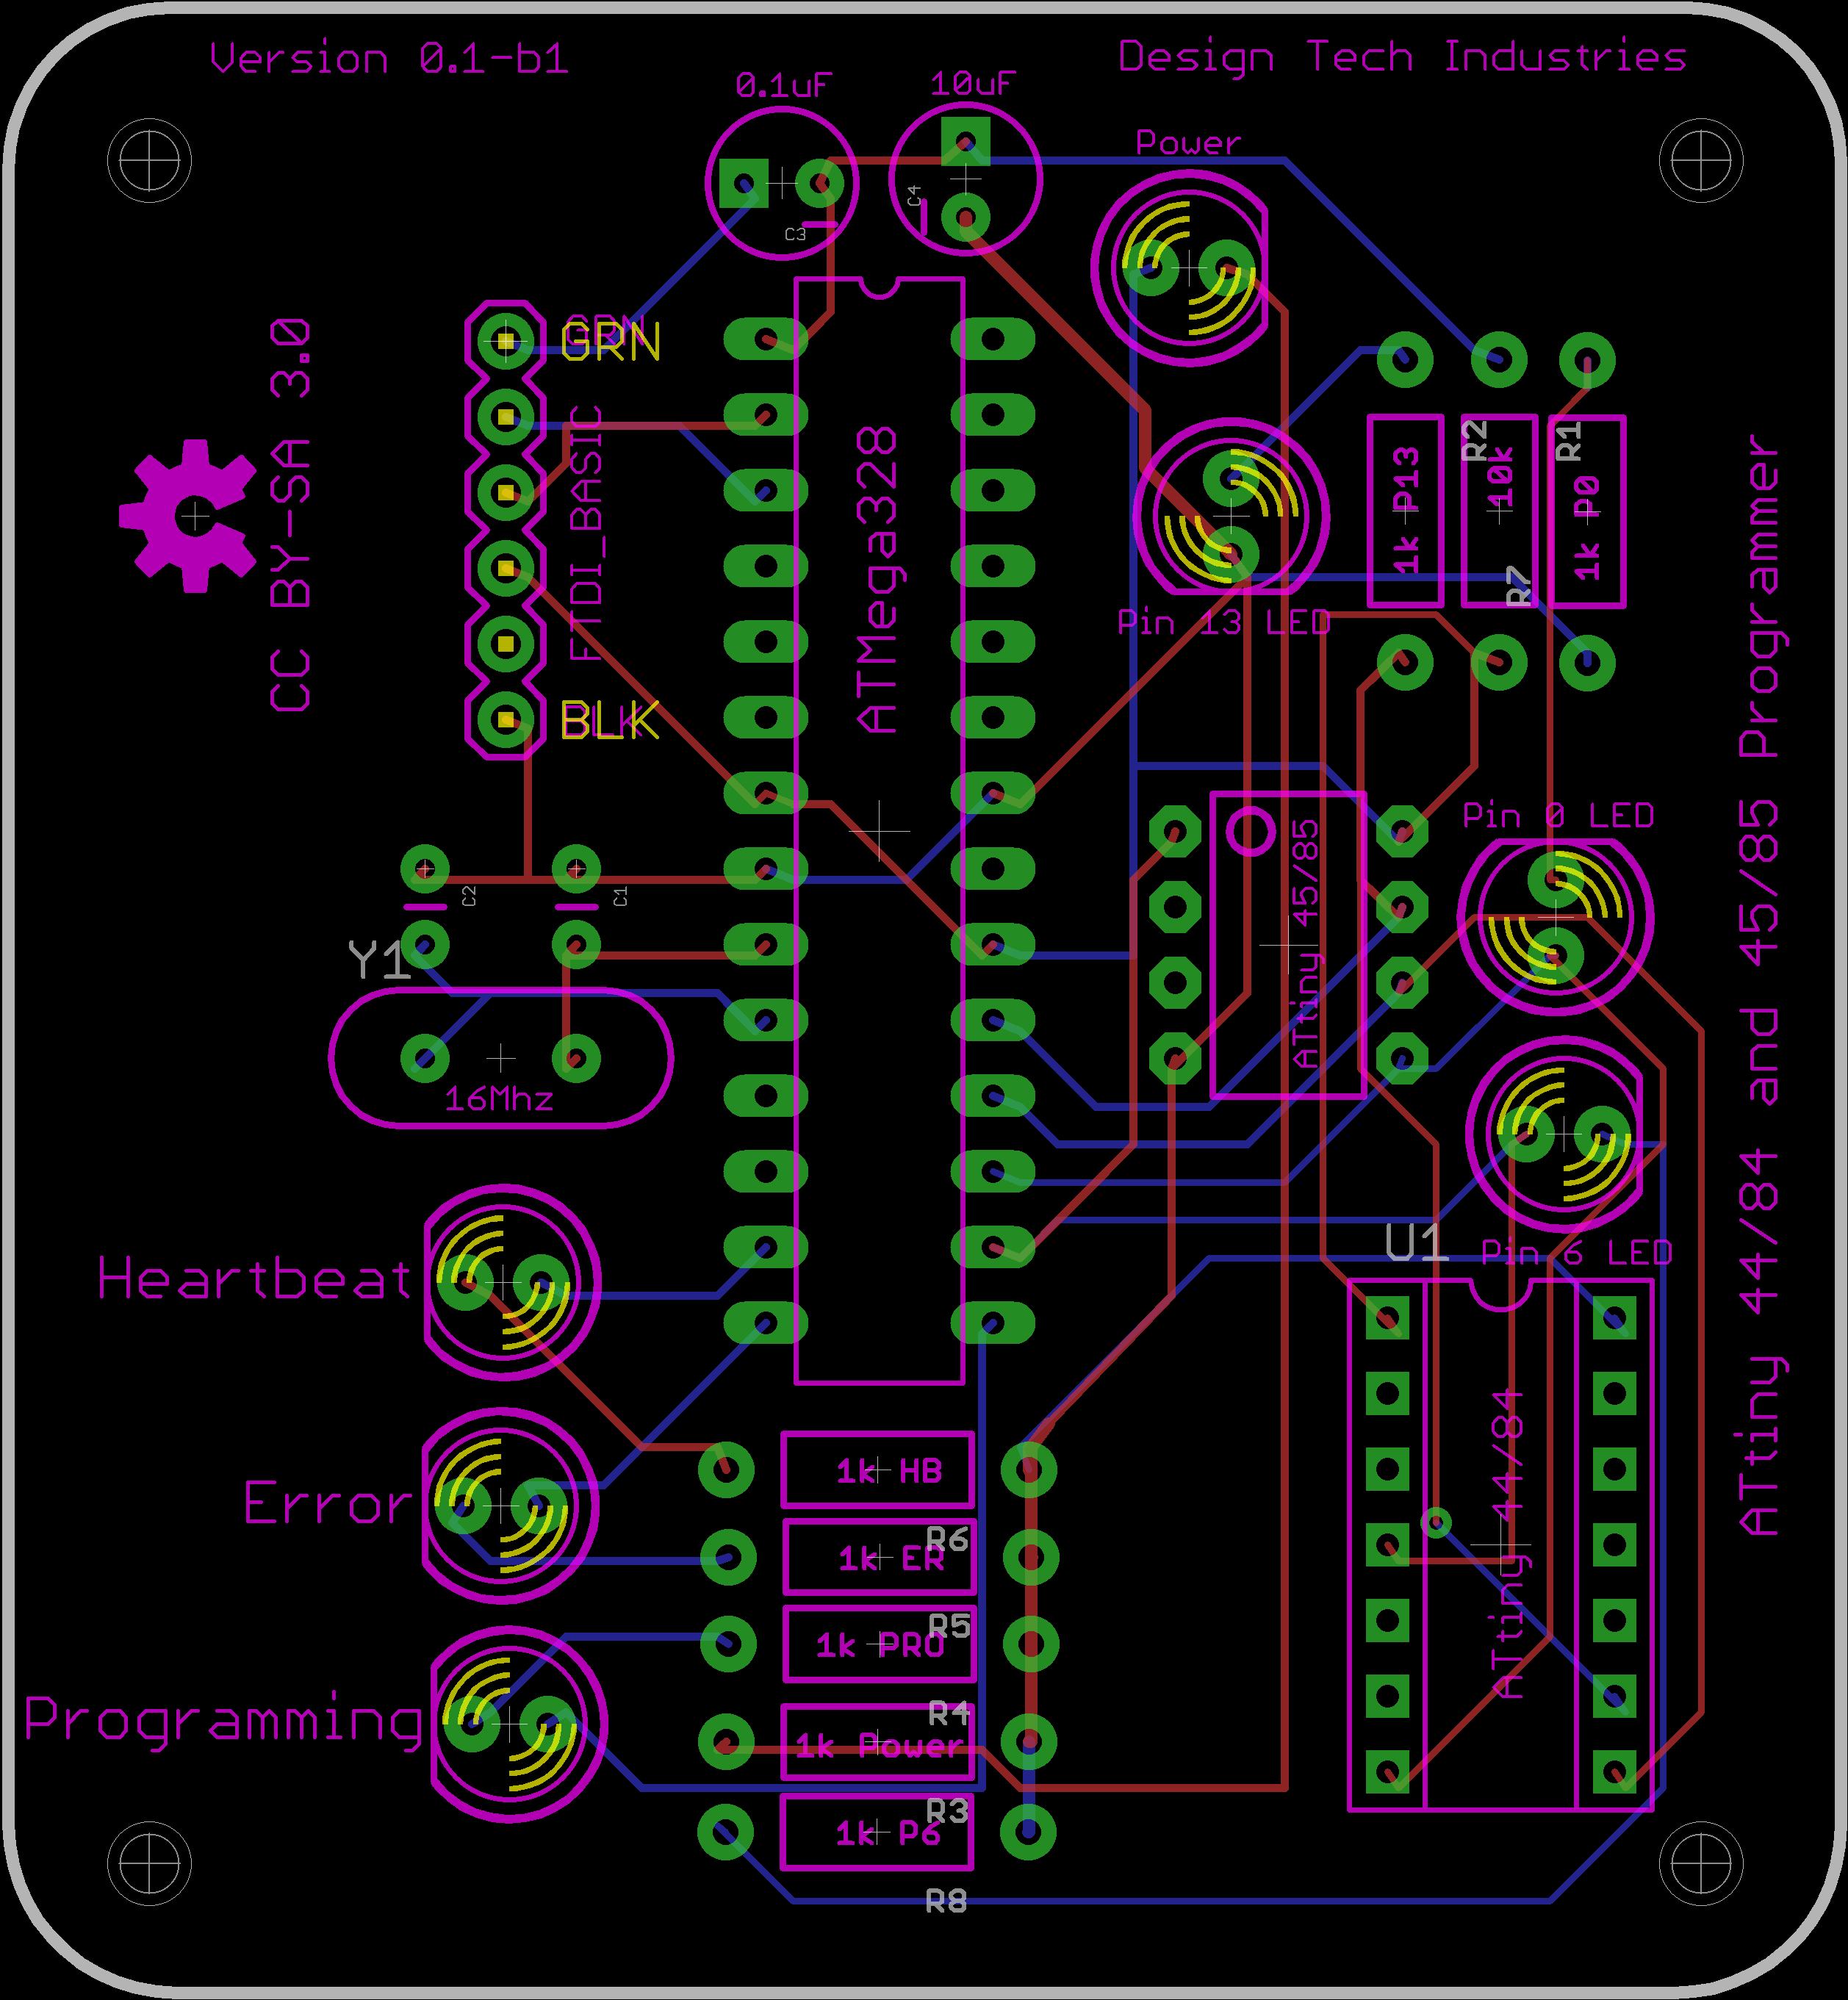 Version 0.1-b1
Design Tech Industries
0.1uF
10uF
Power
C4
C3
GRN
GRN
CC BY-SA 3.0
FTDI_BASIC
ATMega328
R2
R1
1k P13
10k
1k P0
R7
Pin 13 LED
BLK
BLK
ATtiny 44/84 and 45/85 Programmer
Pin 0 LED
ATtiny 45/85
C2
C1
Y1
16Mhz
U1
Pin 6 LED
Heartbeat
ATtiny 44/84
1k HB
Error
R6
1k ER
R5
1k PRO
Programming
R4
1k Power
R3
1k P6
R8